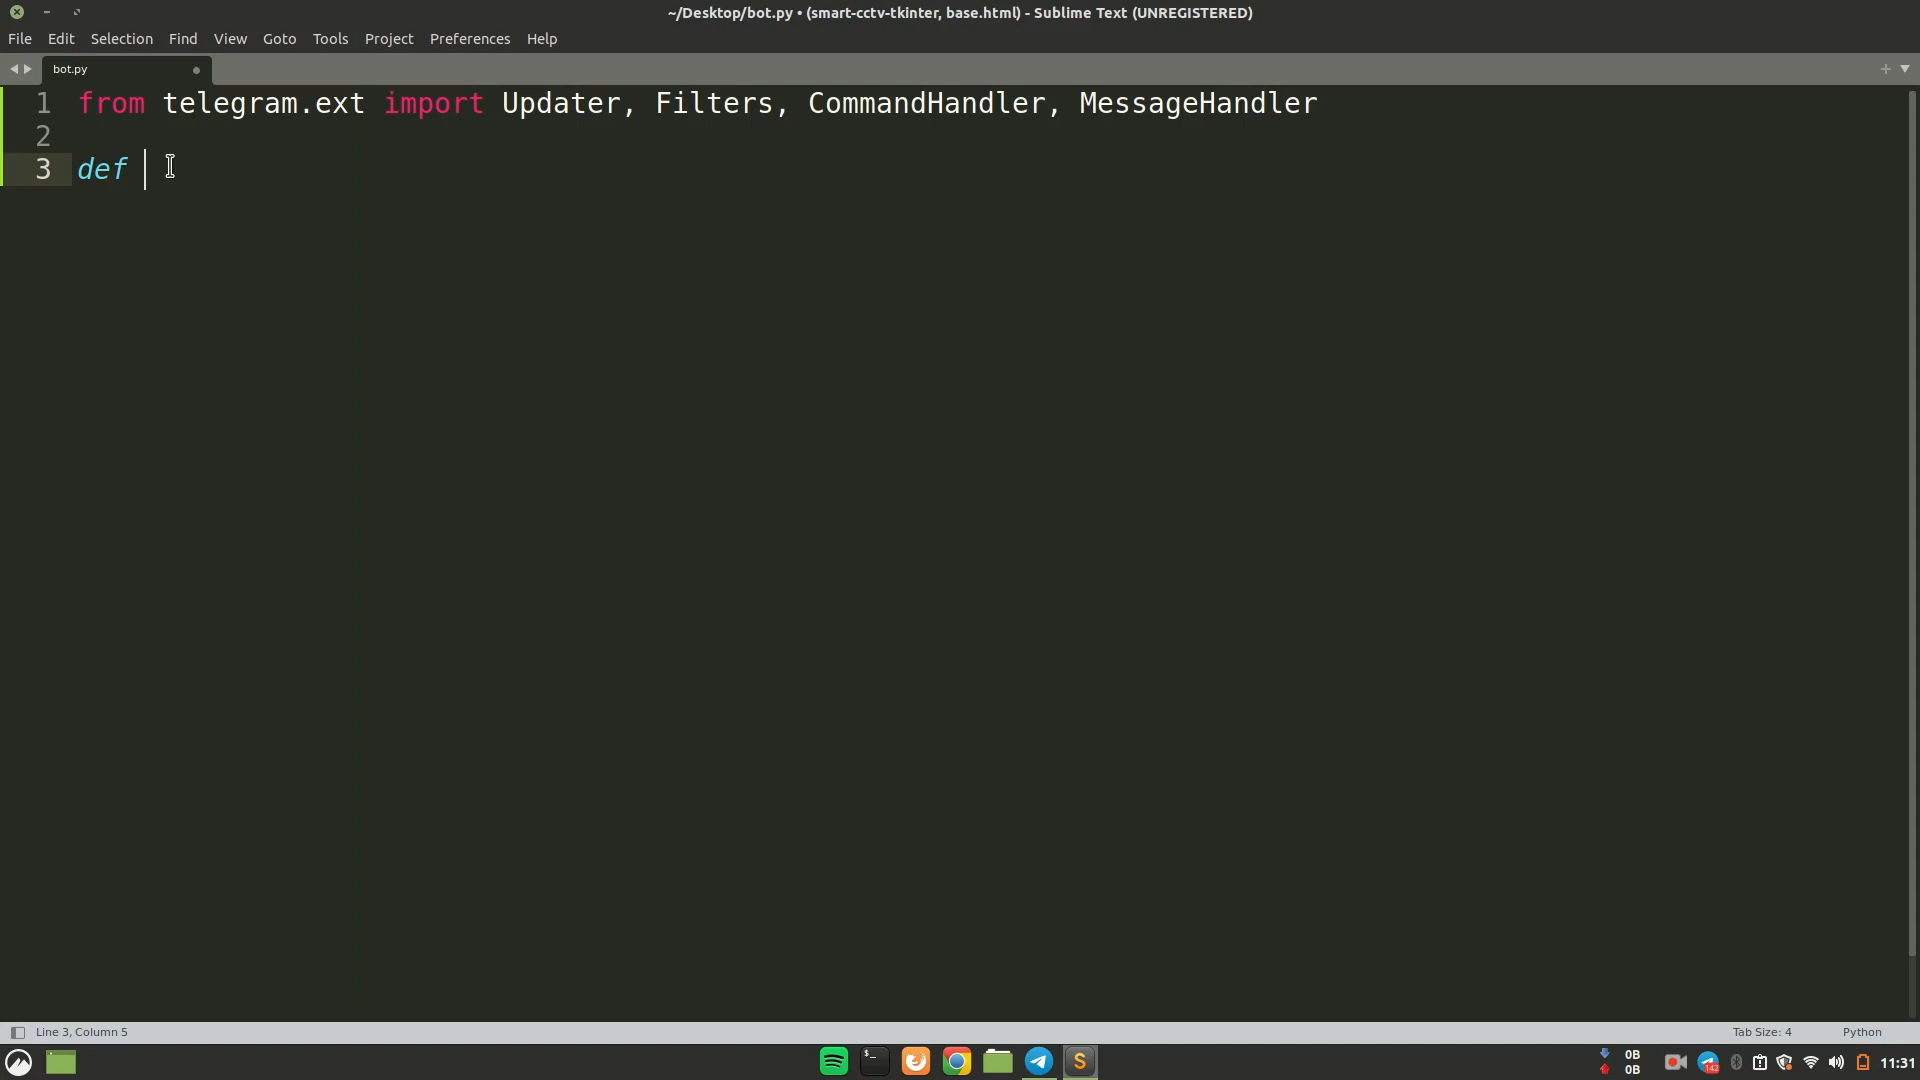 ~/Desktop/bot.py • (smart-cctv-tkinter, base.html) - Sublime Text (UNREGISTERED)
File Edit Selection Find View Goto Tools Project Preferences Help
bot.py
1 from telegram.ext import Updater, Filters, CommandHandler, MessageHandler
2
3 def
Line 3, Column 5 Tab Size: 4 Python
0B
0B
142
11:31